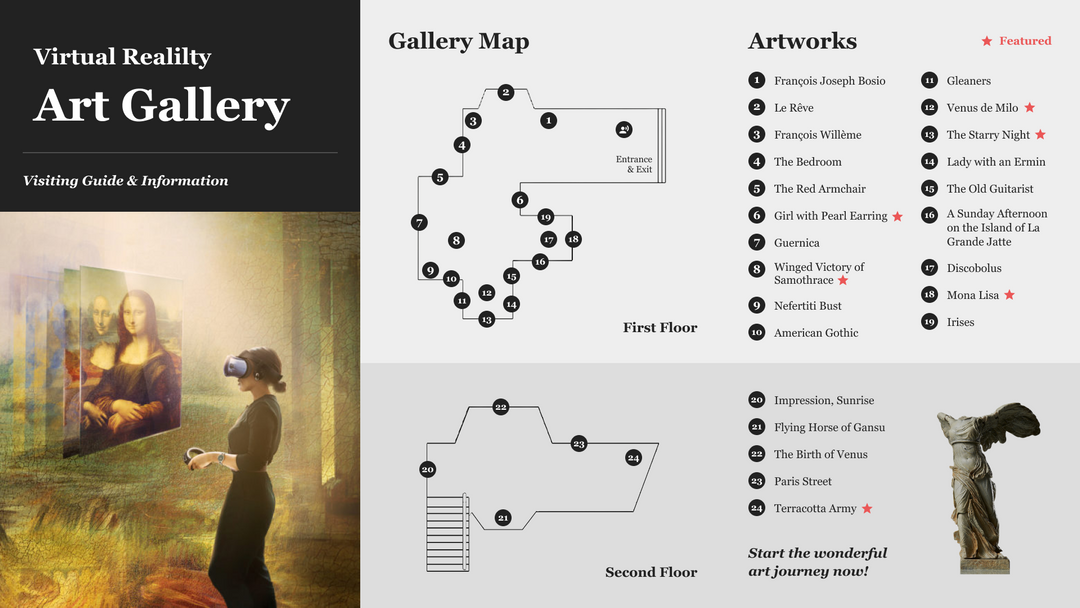 Virtual Realilty
Art Gallery
Visiting Guide & Information
Gallery Map
2
3
1
4
Entrance
& Exit
5
6
7
19
8
17
18
16
9
10
15
11
12
14
13
First Floor
Artworks
★ Featured
1 François Joseph Bosio
2 Le Rêve
3 François Willème
4 The Bedroom
5 The Red Armchair
6 Girl with Pearl Earring ★
7 Guernica
8 Winged Victory of
Samothrace ★
9 Nefertiti Bust
10 American Gothic
11 Gleaners
12 Venus de Milo ★
13 The Starry Night ★
14 Lady with an Ermin
15 The Old Guitarist
16 A Sunday Afternoon
on the Island of La
Grande Jatte
17 Discobolus
18 Mona Lisa ★
19 Irises
22
23
24
20
21
Second Floor
20 Impression, Sunrise
21 Flying Horse of Gansu
22 The Birth of Venus
23 Paris Street
24 Terracotta Army ★
Start the wonderful
art journey now!